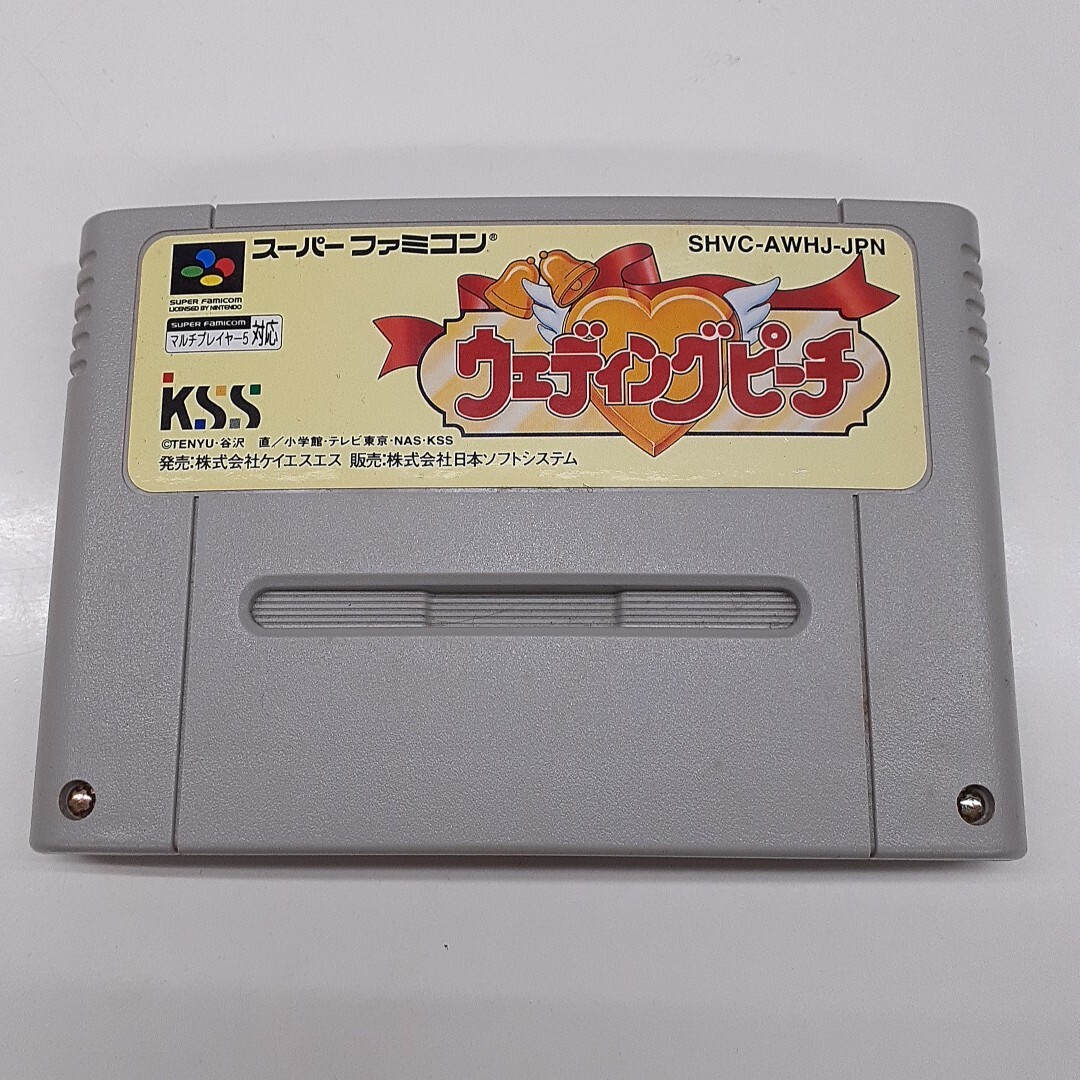 スーパーファミコン®
SHVC-AWHJ-JPN
SUPER FAMICOM
LICENSED BY NINTENDO
SUPER FAMICOM
マルチプレイヤー5 対応
ウェディングピーチ
KSS
©TENYU・谷沢 直／小学館・テレビ東京・NAS・KSS
発売：株式会社ケイエスエス 販売：株式会社日本ソフトシステム